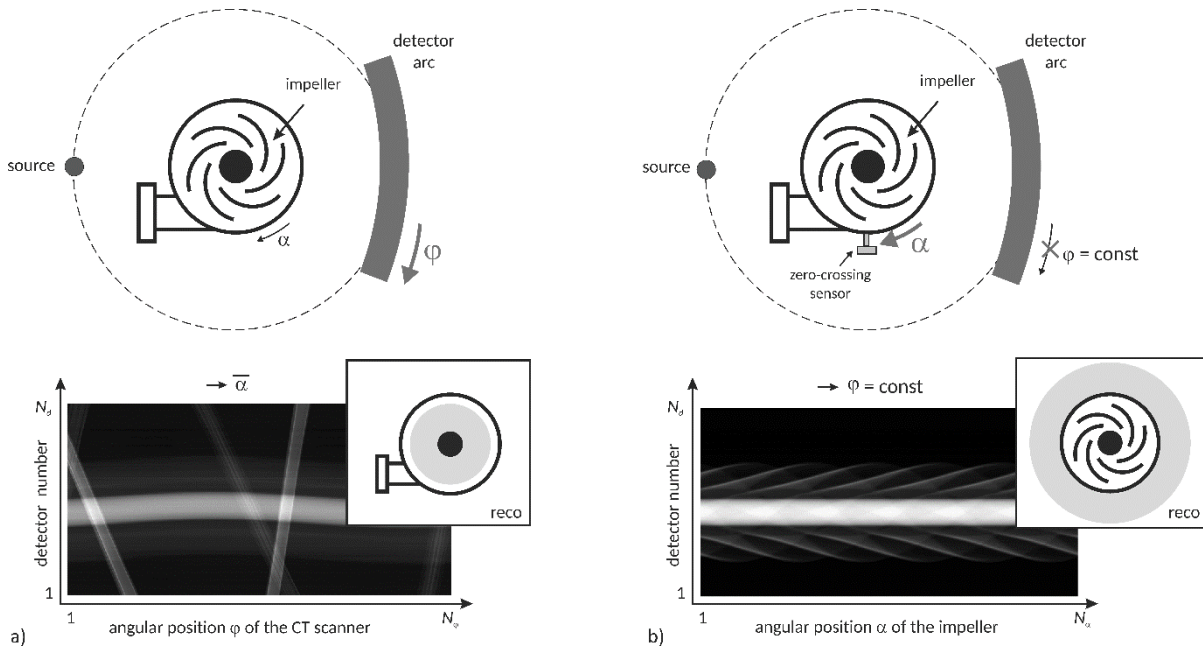 detector
arc
impeller
source
α
φ
α̅
N_d
detector number
1
reco
1
N_φ
angular position φ of the CT scanner
a)
detector
arc
impeller
source
α
zero-crossing
sensor
φ = const
φ = const
N_d
detector number
1
reco
1
N_α
angular position α of the impeller
b)